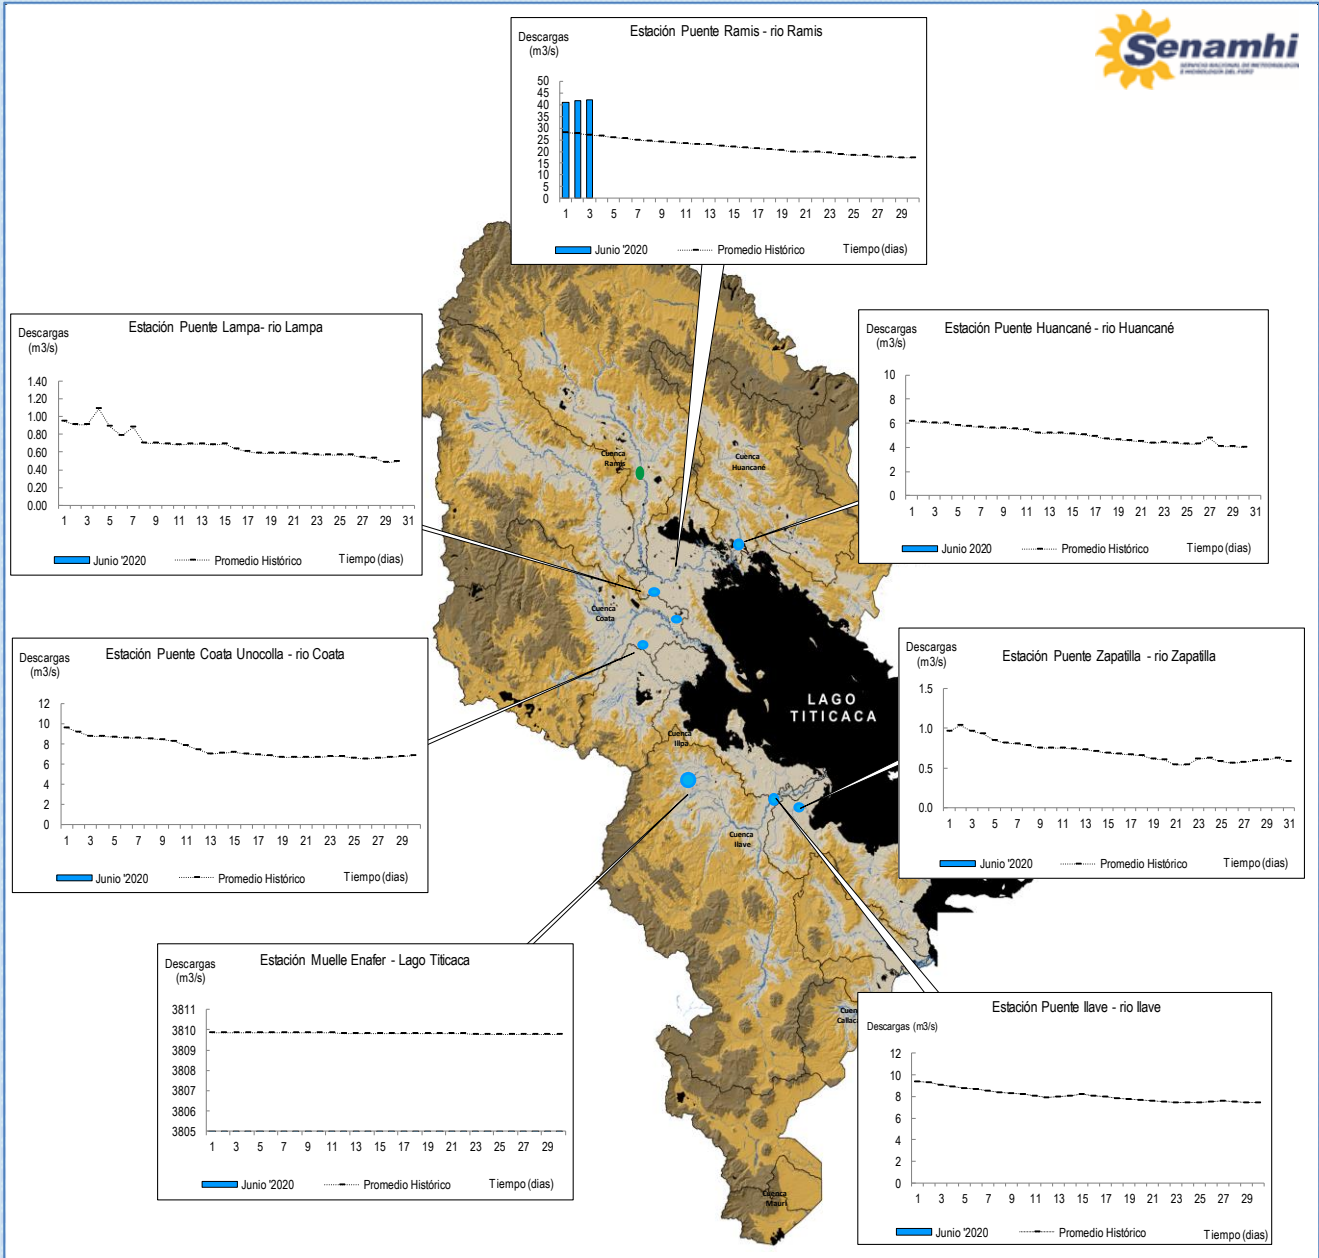 Estación Puente Ramis - rio Ramis
Descargas
(m3/s)
50
45
40
35
30
25
20
15
10
5
0
1 3 5 7 9 11 13 15 17 19 21 23 25 27 29
Junio '2020 Promedio Histórico Tiempo (dias)
Senamhi
SERVICIO NACIONAL DE METEOROLOGÍA
E HIDROLOGÍA DEL PERÚ
Estación Puente Lampa- rio Lampa
Descargas
(m3/s)
1.40
1.20
1.00
0.80
0.60
0.40
0.20
0.00
1 3 5 7 9 11 13 15 17 19 21 23 25 27 29 31
Junio '2020 Promedio Histórico Tiempo (dias)
Estación Puente Huancané - rio Huancané
Descargas
(m3/s)
10
8
6
4
2
0
1 3 5 7 9 11 13 15 17 19 21 23 25 27 29 31
Junio 2020 Promedio Histórico Tiempo (dias)
Cuenca
Ramis
Cuenca
Huancané
Cuenca
Coata
Estación Puente Coata Unocolla - rio Coata
Descargas
(m3/s)
12
10
8
6
4
2
0
1 3 5 7 9 11 13 15 17 19 21 23 25 27 29
Junio '2020 Promedio Histórico Tiempo (dias)
LAGO
TITICACA
Cuenca
Illpa
Cuenca
Ilave
Estación Puente Zapatilla - rio Zapatilla
Descargas
(m3/s)
1.5
1.0
0.5
0.0
1 3 5 7 9 11 13 15 17 19 21 23 25 27 29 31
Junio '2020 Promedio Histórico Tiempo (dias)
Estación Muelle Enafer - Lago Titicaca
Descargas
(m3/s)
3811
3810
3809
3808
3807
3806
3805
1 3 5 7 9 11 13 15 17 19 21 23 25 27 29
Junio '2020 Promedio Histórico Tiempo (dias)
Estación Puente Ilave - rio Ilave
Descargas (m3/s)
12
10
8
6
4
2
0
1 3 5 7 9 11 13 15 17 19 21 23 25 27 29
Junio '2020 Promedio Histórico Tiempo (dias)
Cuenca
Mauri